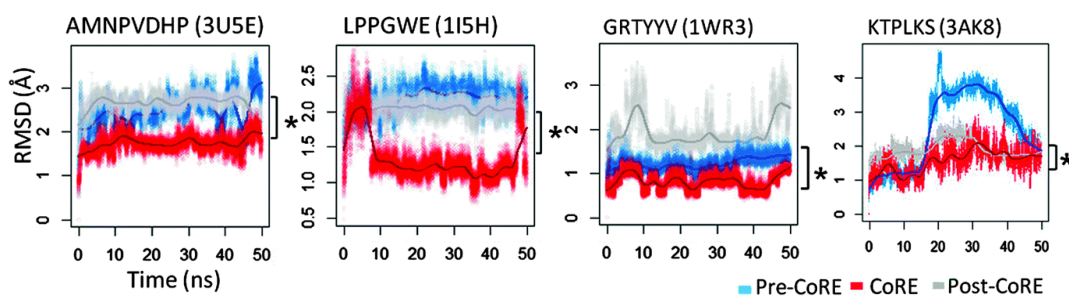 AMNPVDHP (3U5E)
LPPGWE (1I5H)
GRTYYV (1WR3)
KTPLKS (3AK8)
RMSD (Å)
3
2
1
0
*
2.5
2.0
1.5
1.0
0.5
*
3
2
1
0
*
4
3
2
1
0
*
0 10 20 30 40 50
0 10 20 30 40 50
0 10 20 30 40 50
0 10 20 30 40 50
Time (ns)
Pre-CoRE CoRE Post-CoRE